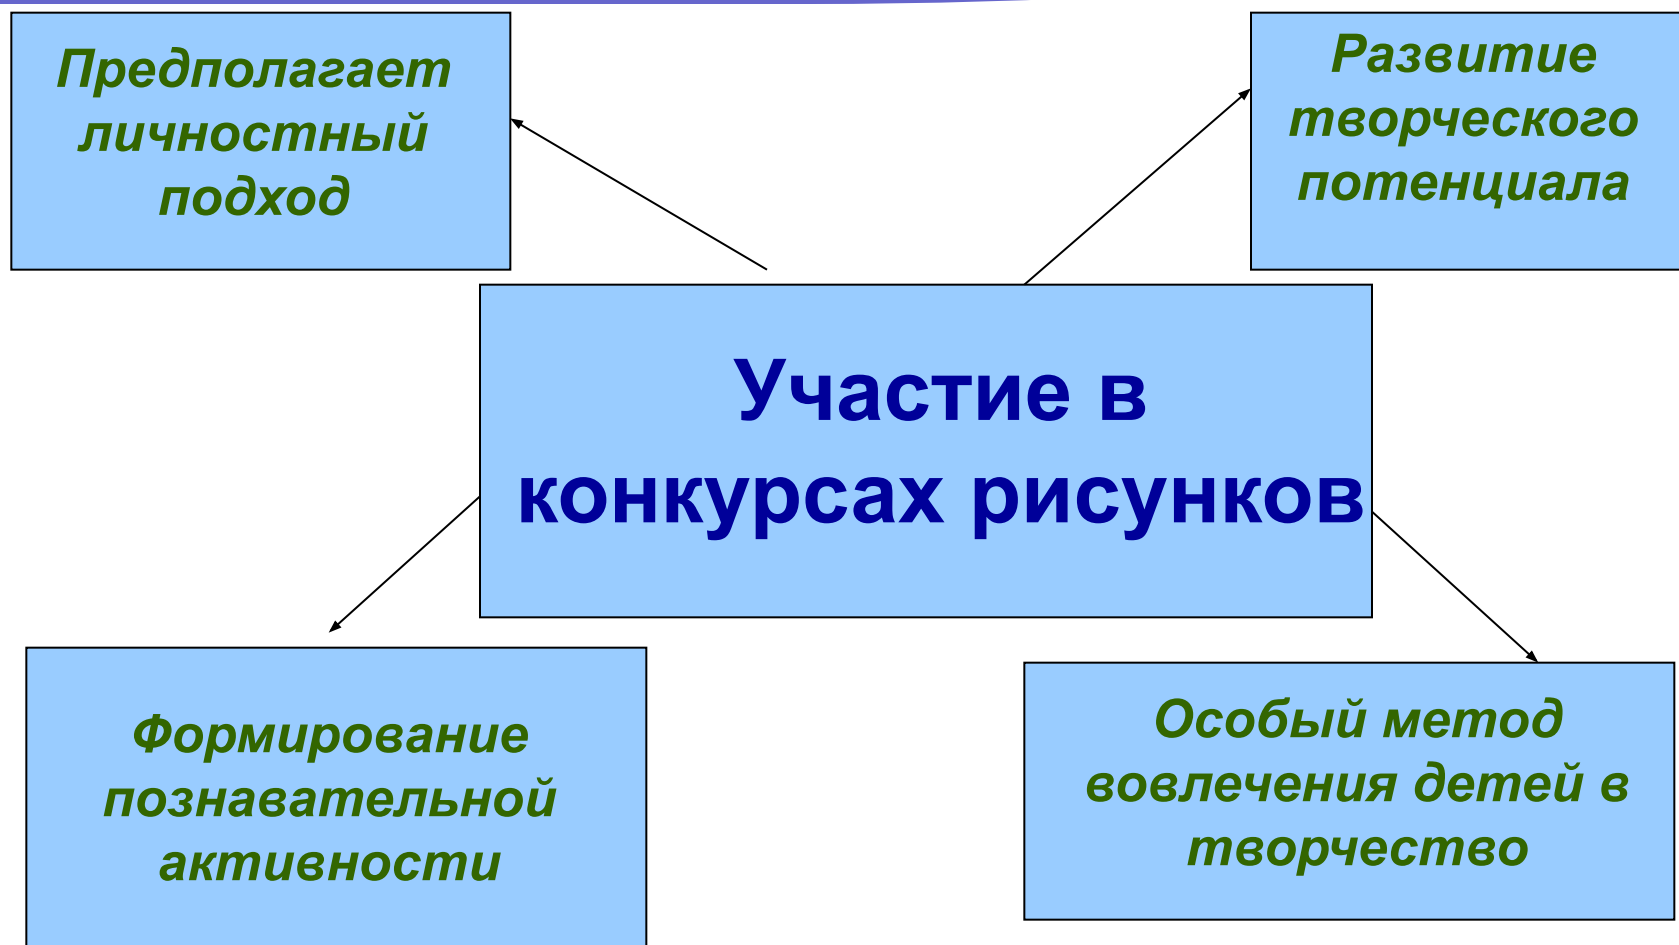 Предполагает
личностный
подход
Развитие
творческого
потенциала
Участие в
конкурсах рисунков
Формирование
познавательной
активности
Особый метод
вовлечения детей в
творчество